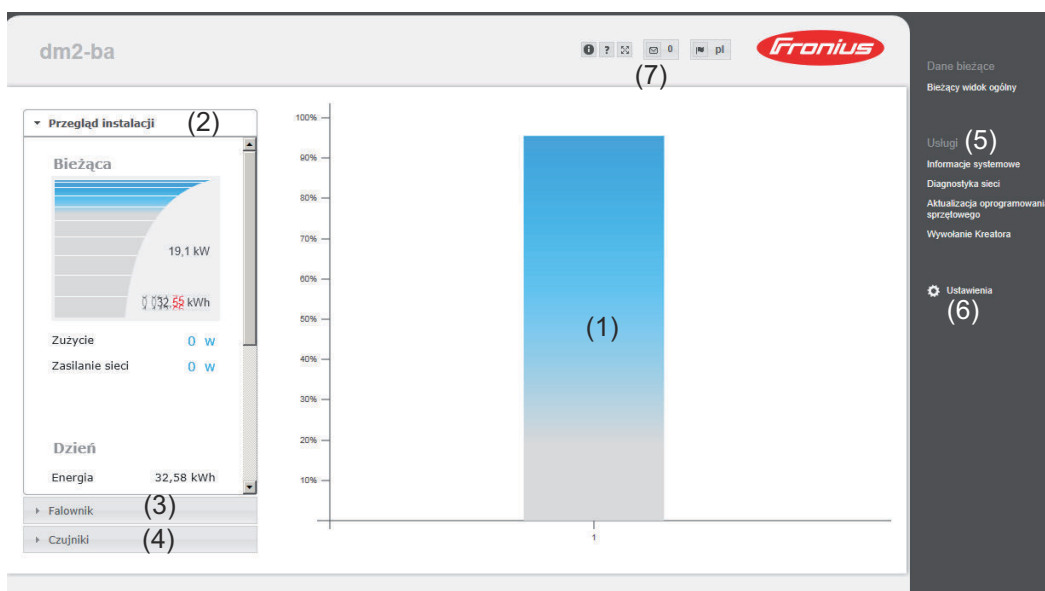 dm2-ba
? 0 pl
Fronius
(7)
Przegląd instalacji (2)
Bieżąca
19,1 kW
32.55 kWh
Zużycie 0 W
Zasilanie sieci 0 W
Dzień
Energia 32,58 kWh
Falownik (3)
Czujniki (4)
100%
90%
80%
70%
60%
50%
40%
30%
20%
10%
(1)
1
Dane bieżące
Bieżący widok ogólny
Usługi (5)
Informacje systemowe
Diagnostyka sieci
Aktualizacja oprogramowani
sprzętowego
Wywołanie Kreatora
Ustawienia
(6)